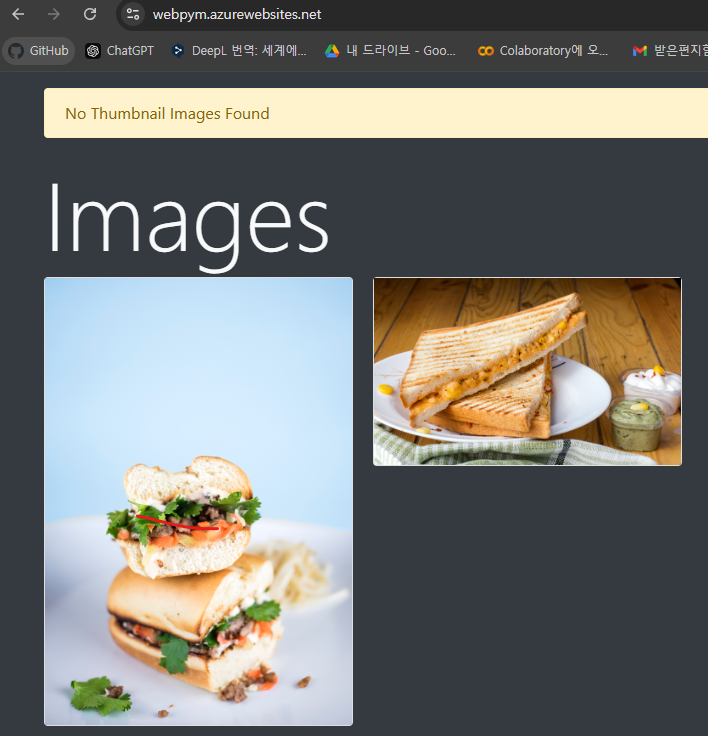 webpym.azurewebsites.net
GitHub
ChatGPT
DeepL 번역: 세계에...
내 드라이브 - Goo...
Colaboratory에 오...
받은편지함
No Thumbnail Images Found
Images